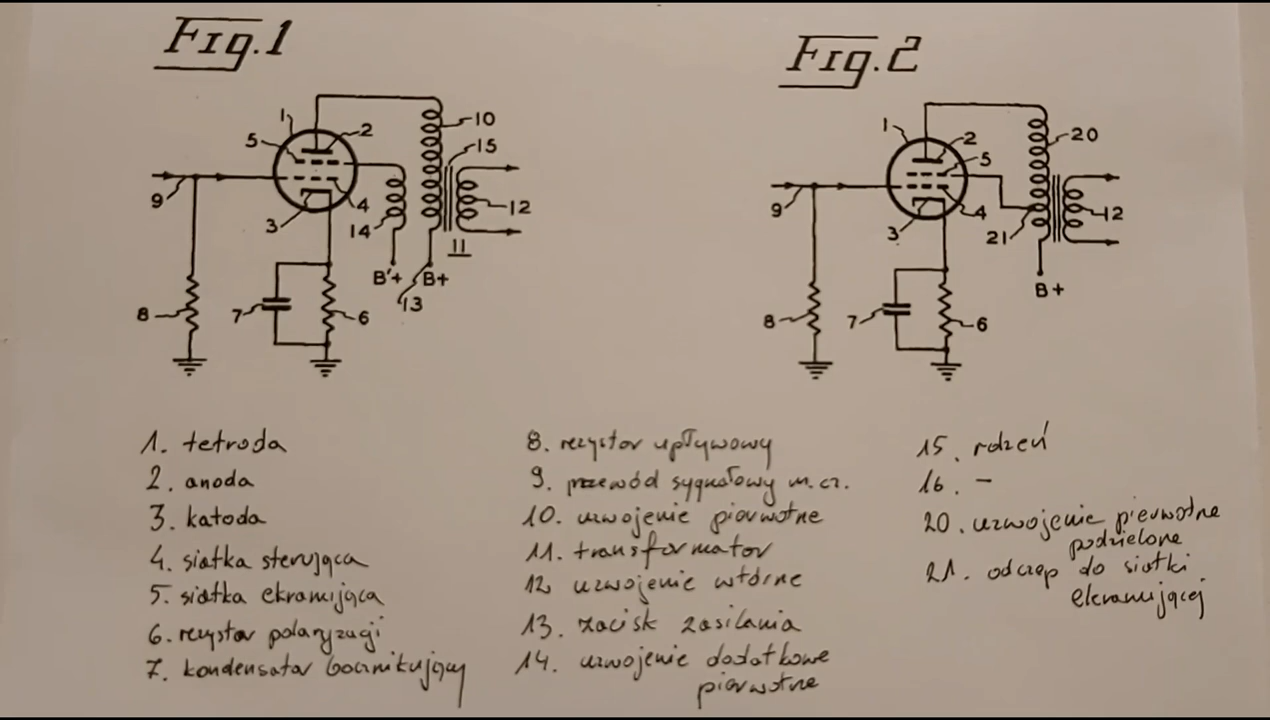 Fig.1
Fig.2
1
2
5
10
15
9
3
4
14
12
11
B'+
B+
13
8
7
6
1
2
5
20
9
3
4
21
12
B+
8
7
6
1. tetroda
2. anoda
3. katoda
4. siatka sterująca
5. siatka ekranująca
6. rezystor polaryzacji
7. kondensator bocznikujący
8. rezystor upływowy
9. przewód sygnałowy m.cz.
10. uzwojenie pierwotne
11. transformator
12. uzwojenie wtórne
13. zacisk zasilania
14. uzwojenie dodatkowe
pierwotne
15. rdzeń
16. -
20. uzwojenie pierwotne
podzielone
21. odczep do siatki
ekranującej